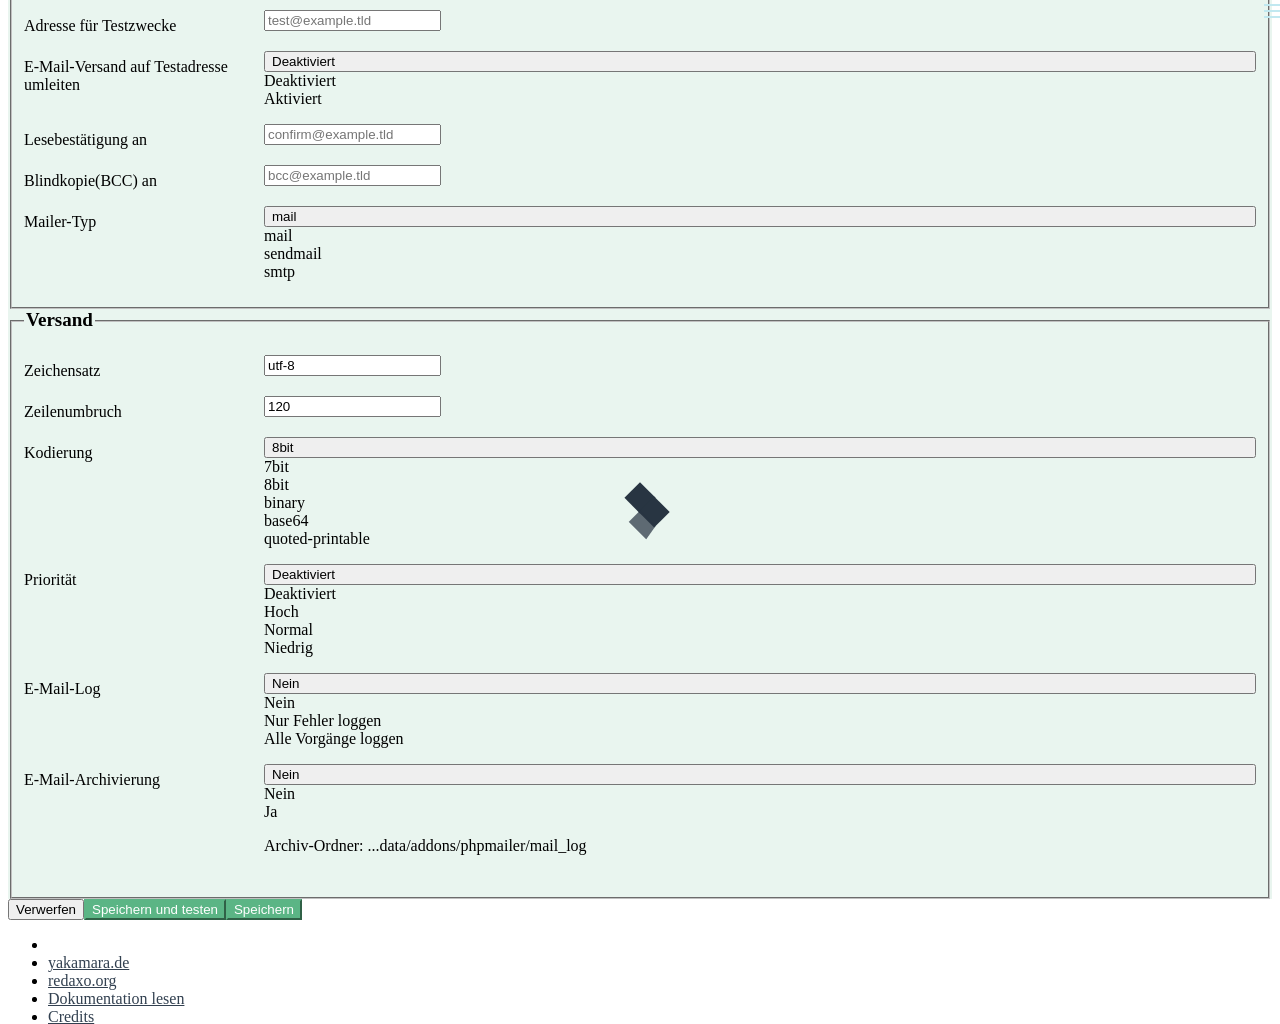 Adresse für Testzwecke
test@example.tld
E-Mail-Versand auf Testadresse
umleiten
Deaktiviert
Deaktiviert
Aktiviert
Lesebestätigung an
confirm@example.tld
Blindkopie(BCC) an
bcc@example.tld
Mailer-Typ
mail
mail
sendmail
smtp
Versand
Zeichensatz
utf-8
Zeilenumbruch
120
Kodierung
8bit
7bit
8bit
binary
base64
quoted-printable
Priorität
Deaktiviert
Deaktiviert
Hoch
Normal
Niedrig
E-Mail-Log
Nein
Nein
Nur Fehler loggen
Alle Vorgänge loggen
E-Mail-Archivierung
Nein
Nein
Ja
Archiv-Ordner: ...data/addons/phpmailer/mail_log
Verwerfen Speichern und testen Speichern
yakamara.de
redaxo.org
Dokumentation lesen
Credits